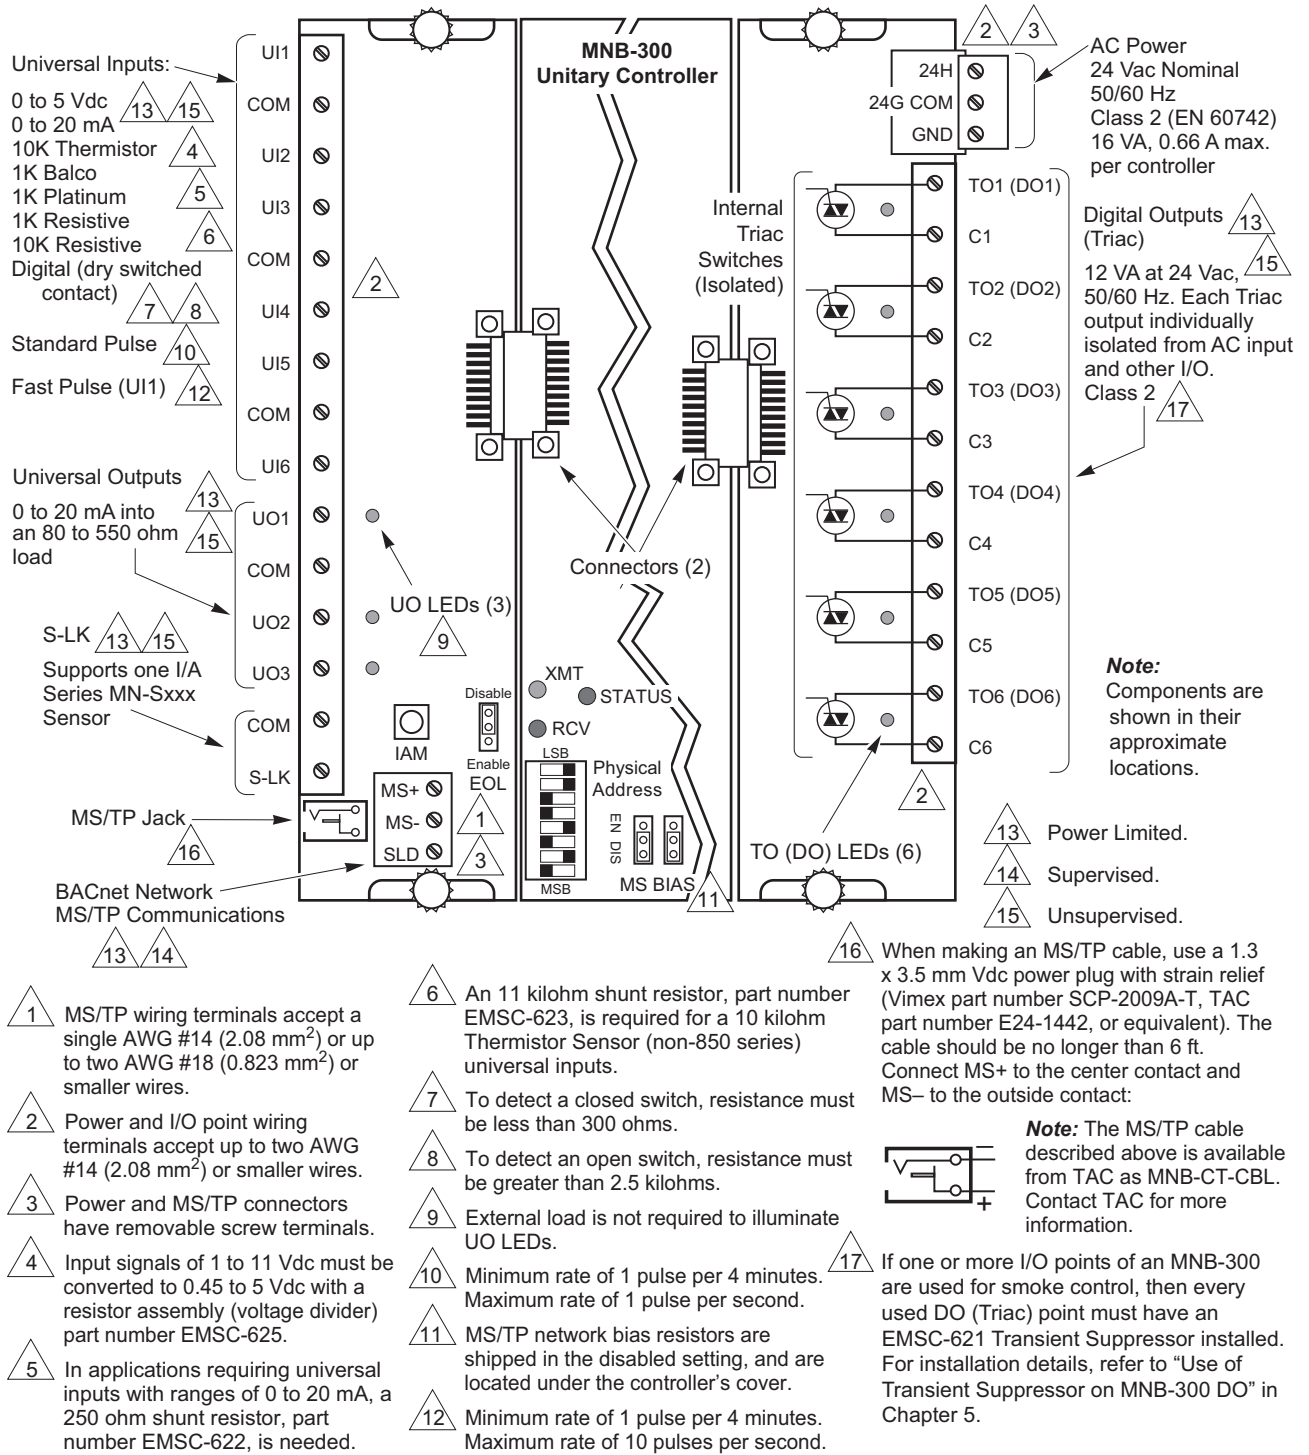 MNB-300
Unitary Controller
Universal Inputs:
0 to 5 Vdc
13
15
0 to 20 mA
10K Thermistor
4
1K Balco
1K Platinum
5
1K Resistive
10K Resistive
6
Digital (dry switched
contact)
7
8
Standard Pulse
10
Fast Pulse (UI1)
12
Universal Outputs
13
0 to 20 mA into
an 80 to 550 ohm
load
15
S-LK
13
15
Supports one I/A
Series MN-Sxxx
Sensor
MS/TP Jack
16
BACnet Network
MS/TP Communications
13
14
UI1
COM
UI2
UI3
COM
UI4
UI5
COM
UI6
UO1
COM
UO2
UO3
COM
S-LK
2
UO LEDs (3)
9
IAM
Disable
Enable
EOL
MS+
MS-
SLD
1
3
Connectors (2)
XMT
STATUS
RCV
LSB
MSB
Physical
Address
EN DIS
MS BIAS
11
2
3
24H
24G COM
GND
AC Power
24 Vac Nominal
50/60 Hz
Class 2 (EN 60742)
16 VA, 0.66 A max.
per controller
Internal
Triac
Switches
(Isolated)
TO1 (DO1)
C1
TO2 (DO2)
C2
TO3 (DO3)
C3
TO4 (DO4)
C4
TO5 (DO5)
C5
TO6 (DO6)
C6
2
TO (DO) LEDs (6)
Digital Outputs
(Triac)
13
15
12 VA at 24 Vac,
50/60 Hz. Each Triac
output individually
isolated from AC input
and other I/O.
Class 2
17
Note:
Components are
shown in their
approximate
locations.
13 Power Limited.
14 Supervised.
15 Unsupervised.
1 MS/TP wiring terminals accept a
single AWG #14 (2.08 mm2) or up
to two AWG #18 (0.823 mm2) or
smaller wires.
2 Power and I/O point wiring
terminals accept up to two AWG
#14 (2.08 mm2) or smaller wires.
3 Power and MS/TP connectors
have removable screw terminals.
4 Input signals of 1 to 11 Vdc must be
converted to 0.45 to 5 Vdc with a
resistor assembly (voltage divider)
part number EMSC-625.
5 In applications requiring universal
inputs with ranges of 0 to 20 mA, a
250 ohm shunt resistor, part
number EMSC-622, is needed.
6 An 11 kilohm shunt resistor, part number
EMSC-623, is required for a 10 kilohm
Thermistor Sensor (non-850 series)
universal inputs.
7 To detect a closed switch, resistance must
be less than 300 ohms.
8 To detect an open switch, resistance must
be greater than 2.5 kilohms.
9 External load is not required to illuminate
UO LEDs.
10 Minimum rate of 1 pulse per 4 minutes.
Maximum rate of 1 pulse per second.
11 MS/TP network bias resistors are
shipped in the disabled setting, and are
located under the controller's cover.
12 Minimum rate of 1 pulse per 4 minutes.
Maximum rate of 10 pulses per second.
16 When making an MS/TP cable, use a 1.3
x 3.5 mm Vdc power plug with strain relief
(Vimex part number SCP-2009A-T, TAC
part number E24-1442, or equivalent). The
cable should be no longer than 6 ft.
Connect MS+ to the center contact and
MS– to the outside contact:
–
+
Note: The MS/TP cable
described above is available
from TAC as MNB-CT-CBL.
Contact TAC for more
information.
17 If one or more I/O points of an MNB-300
are used for smoke control, then every
used DO (Triac) point must have an
EMSC-621 Transient Suppressor installed.
For installation details, refer to “Use of
Transient Suppressor on MNB-300 DO” in
Chapter 5.